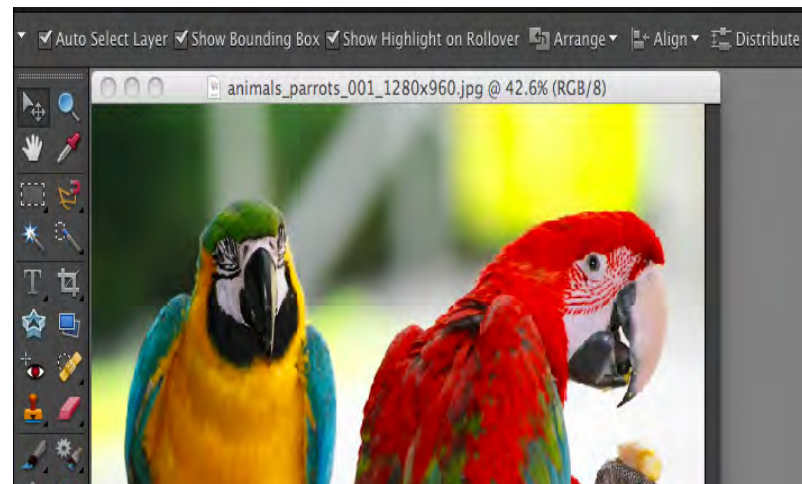 Auto Select Layer Show Bounding Box Show Highlight on Rollover Arrange Align Distribute
animals_parrots_001_1280x960.jpg @ 42.6% (RGB/8)
T